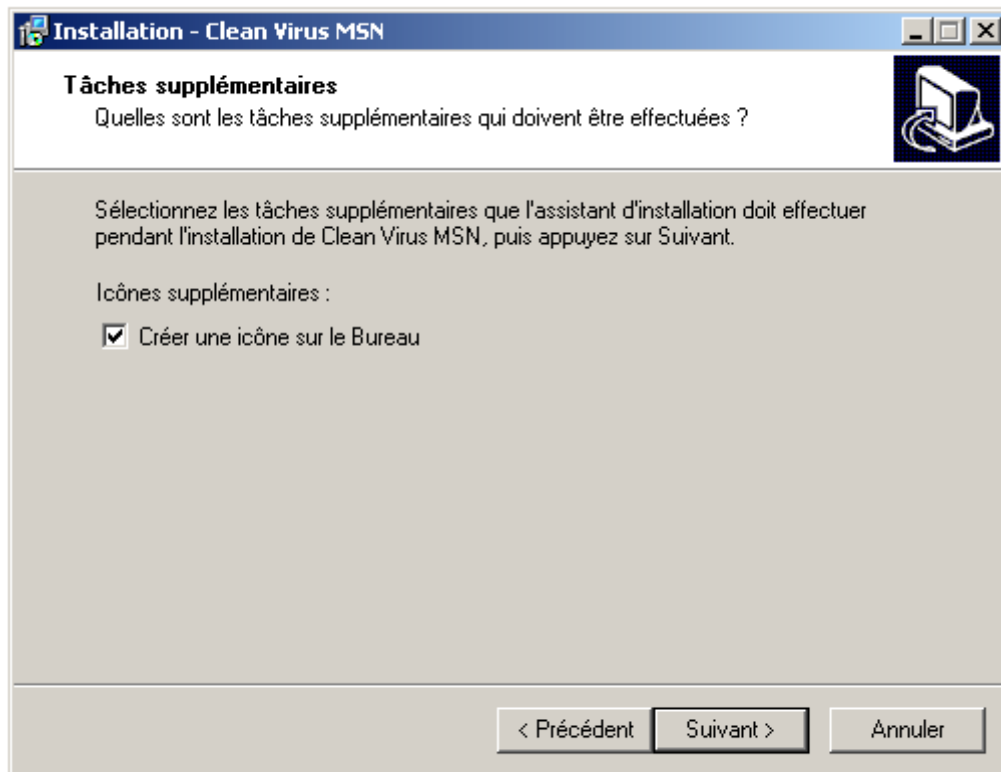 Installation - Clean Virus MSN
Tâches supplémentaires
Quelles sont les tâches supplémentaires qui doivent être effectuées ?
Sélectionnez les tâches supplémentaires que l'assistant d'installation doit effectuer
pendant l'installation de Clean Virus MSN, puis appuyez sur Suivant.
Icônes supplémentaires :
Créer une icône sur le Bureau
< Précédent Suivant > Annuler